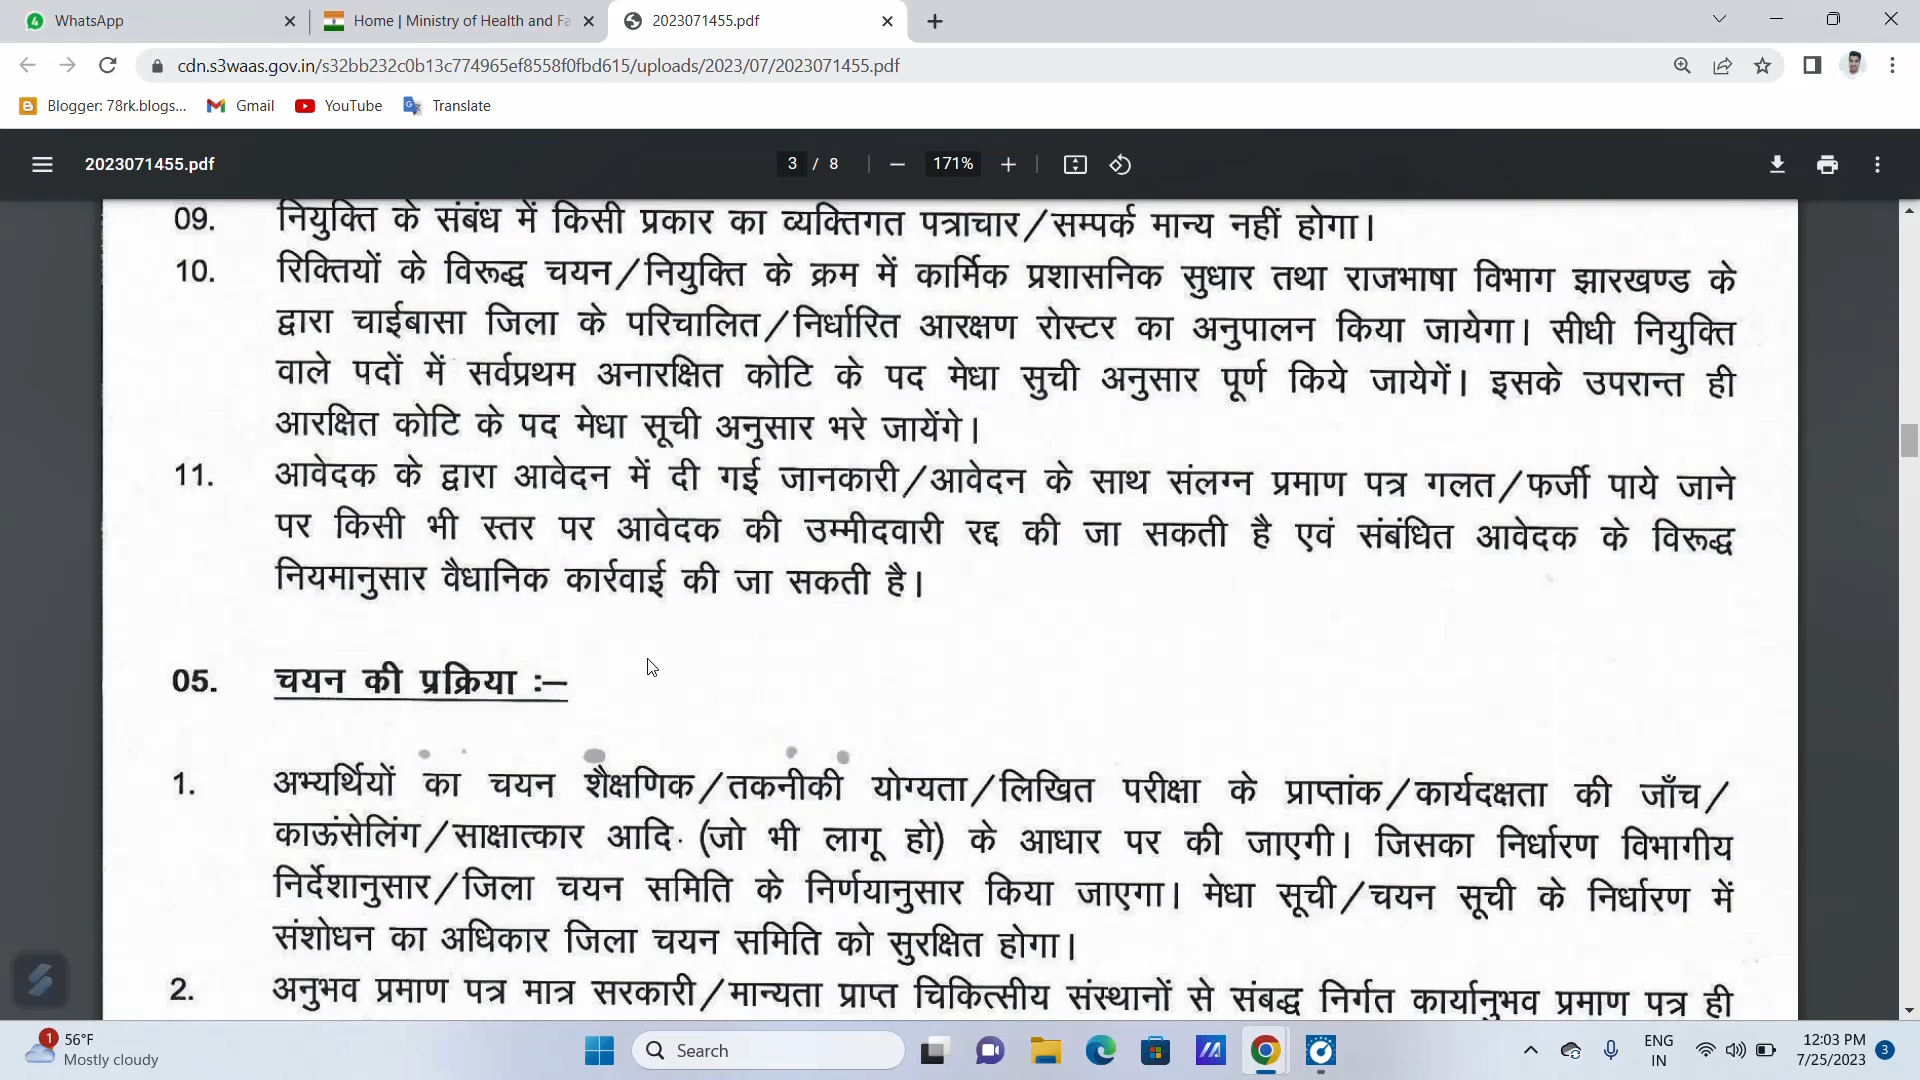 WhatsApp
Home | Ministry of Health and Fa
2023071455.pdf
cdn.s3waas.gov.in/s32bb232c0b13c774965ef8558f0fbd615/uploads/2023/07/2023071455.pdf
Blogger: 78rk.blogs...
Gmail
YouTube
Translate
2023071455.pdf
3 / 8
171%
09. नियुक्ति के संबंध में किसी प्रकार का व्यक्तिगत पत्राचार/सम्पर्क मान्य नहीं होगा।
10. रिक्तियों के विरूद्ध चयन/नियुक्ति के क्रम में कार्मिक प्रशासनिक सुधार तथा राजभाषा विभाग झारखण्ड के
द्वारा चाईबासा जिला के परिचालित/निर्धारित आरक्षण रोस्टर का अनुपालन किया जायेगा। सीधी नियुक्ति
वाले पदों में सर्वप्रथम अनारक्षित कोटि के पद मेधा सुची अनुसार पूर्ण किये जायेगें। इसके उपरान्त ही
आरक्षित कोटि के पद मेधा सूची अनुसार भरे जायेंगे।
11. आवेदक के द्वारा आवेदन में दी गई जानकारी/आवेदन के साथ संलग्न प्रमाण पत्र गलत/फर्जी पाये जाने
पर किसी भी स्तर पर आवेदक की उम्मीदवारी रद्द की जा सकती है एवं संबंधित आवेदक के विरूद्ध
नियमानुसार वैधानिक कार्रवाई की जा सकती है।
05. चयन की प्रक्रिया :–
1. अभ्यर्थियों का चयन शैक्षणिक/तकनीकी योग्यता/लिखित परीक्षा के प्राप्तांक/कार्यदक्षता की जाँच/
काऊंसेलिंग/साक्षात्कार आदि (जो भी लागू हो) के आधार पर की जाएगी। जिसका निर्धारण विभागीय
निर्देशानुसार/जिला चयन समिति के निर्णयानुसार किया जाएगा। मेधा सूची/चयन सूची के निर्धारण में
संशोधन का अधिकार जिला चयन समिति को सुरक्षित होगा।
2. अनुभव प्रमाण पत्र मात्र सरकारी/मान्यता प्राप्त चिकित्सीय संस्थानों से संबद्ध निर्गत कार्यानुभव प्रमाण पत्र ही
1
56°F
Mostly cloudy
Search
ENG
IN
12:03 PM
7/25/2023
3